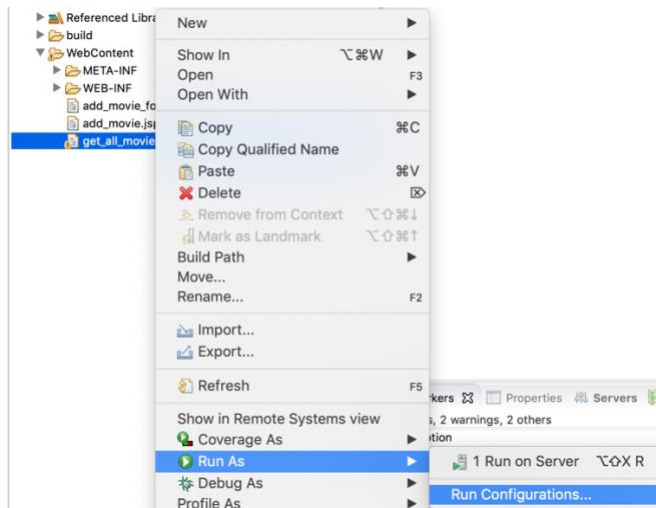 Referenced Libra
build
WebContent
META-INF
WEB-INF
add_movie_fo
add_movie.jsp
get_all_movie
New
Show In ⌥⌘W
Open F3
Open With
Copy ⌘C
Copy Qualified Name
Paste ⌘V
Delete ⌦
Remove from Context ⌥⇧⌘↓
Mark as Landmark ⌥⇧⌘↑
Build Path
Move...
Rename... F2
Import...
Export...
Refresh F5
Show in Remote Systems view
Coverage As
Run As
Debug As
Profile As
kers Properties Servers
s, 2 warnings, 2 others
tion
1 Run on Server ⌥⇧X R
Run Configurations...